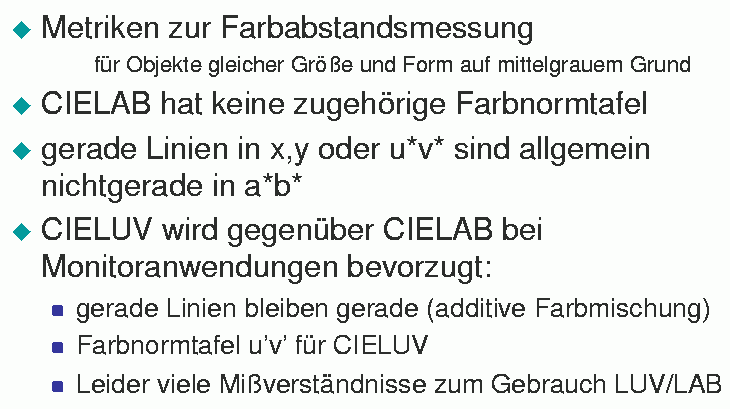 Metriken zur Farbabstandsmessung
für Objekte gleicher Größe und Form auf mittelgrauem Grund
CIELAB hat keine zugehörige Farbnormtafel
gerade Linien in x,y oder u*v* sind allgemein
nichtgerade in a*b*
CIELUV wird gegenüber CIELAB bei
Monitoranwendungen bevorzugt:
gerade Linien bleiben gerade (additive Farbmischung)
Farbnormtafel u’v’ für CIELUV
Leider viele Mißverständnisse zum Gebrauch LUV/LAB